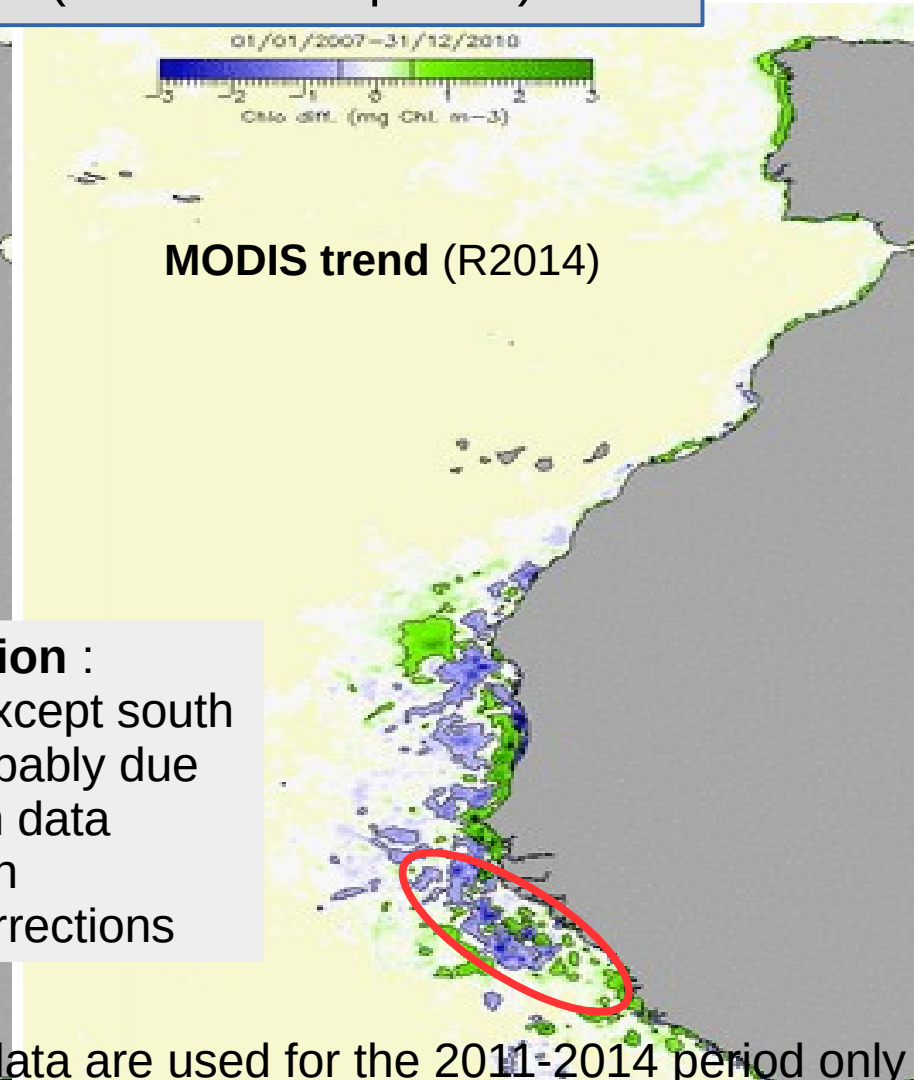 01/01/2007-31/12/2010
-3 -2 -1 0 1 2 3
Chlo diff. (mg Chl. m-3)
MODIS trend (R2014)
ion :
xcept south
bably due
data
rrections
data are used for the 2011-2014 period only